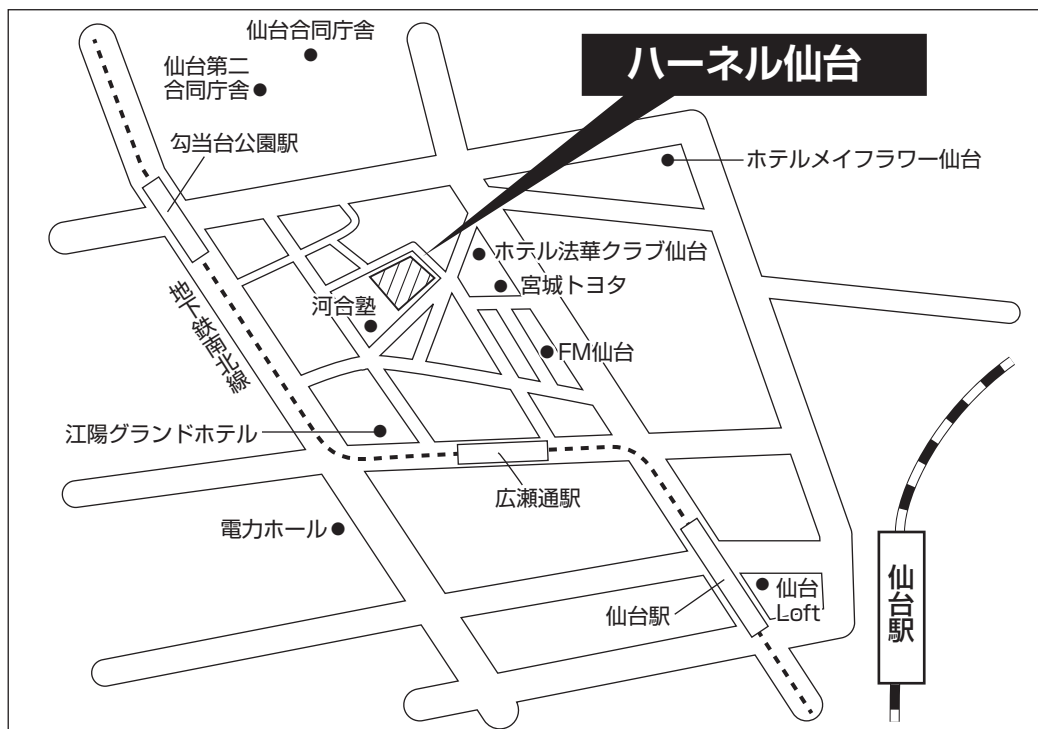 仙台合同庁舎
仙台第二
合同庁舎
ハーネル仙台
勾当台公園駅
ホテルメイフラワー仙台
ホテル法華クラブ仙台
宮城トヨタ
地下鉄南北線
河合塾
FM仙台
江陽グランドホテル
広瀬通駅
電力ホール
仙台駅
仙台
Loft
仙台駅